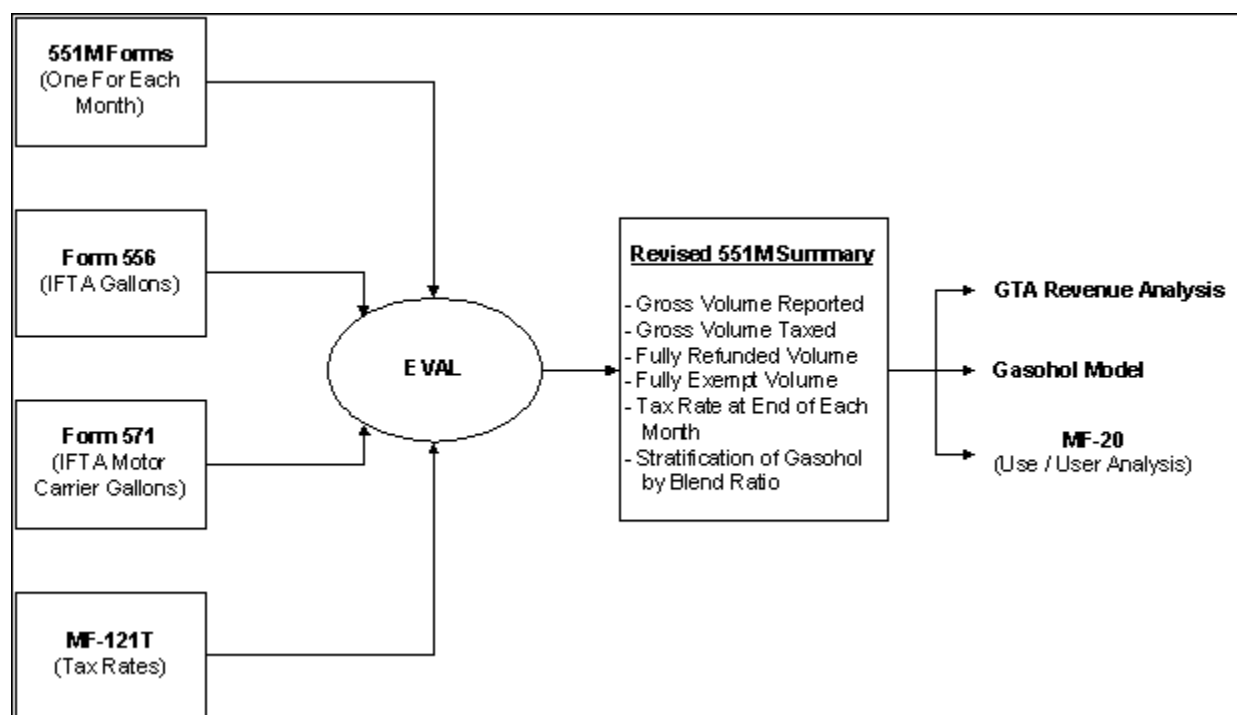 551M Forms
(One For Each
Month)
Form 556
(IFTA Gallons)
Form 571
(IFTA Motor
Carrier Gallons)
MF-121T
(Tax Rates)
EVAL
Revised 551M Summary
- Gross Volume Reported
- Gross Volume Taxed
- Fully Refunded Volume
- Fully Exempt Volume
- Tax Rate at End of Each
Month
- Stratification of Gasohol
by Blend Ratio
GTA Revenue Analysis
Gasohol Model
MF-20
(Use / User Analysis)